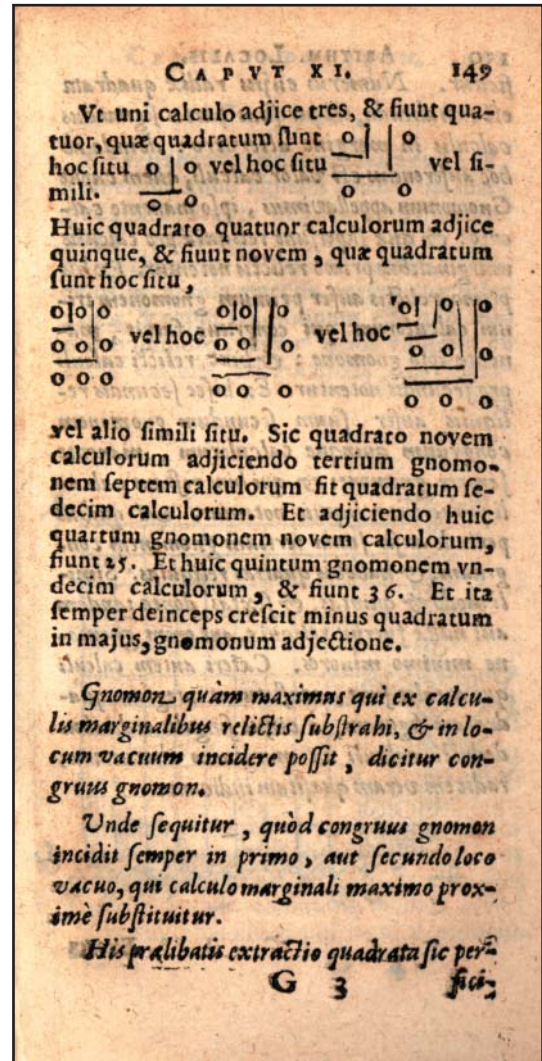 CAPVT XI. 149
Vt uni calculo adjice tres, & fiunt qua-
tuor, quæ quadratum sunt o o
hoc situ o o vel hoc situ vel si-
mili. o o o o
Huic quadrato quatuor calculorum adjice
quinque, & fiunt novem, quæ quadratum
sunt hoc situ,
o o o o o o o o o
o o o vel hoc o o o vel hoc o o o
o o o o o o o o o
vel alio simili situ. Sic quadrato novem
calculorum adjiciendo tertium gnomo-
nem septem calculorum fit quadratum se-
decim calculorum. Et adjiciendo huic
quartum gnomonem novem calculorum,
fiunt 25. Et huic quintum gnomonem vn-
decim calculorum, & fiunt 36. Et ita
semper deinceps crescit minus quadratum
in majus, gnomonum adjectione.
Gnomon quàm maximus qui ex calcu-
lis marginalibus relictis substrahi, & in lo-
cum vacuum incidere possit, dicitur con-
gruus gnomon.
Unde sequitur, quòd congruus gnomon
incidit semper in primo, aut secundo loco
vacuo, qui calculo marginali maximo prox-
imè substituitur.
His prælibatis extractio quadrata sic per-
G 3 fici-